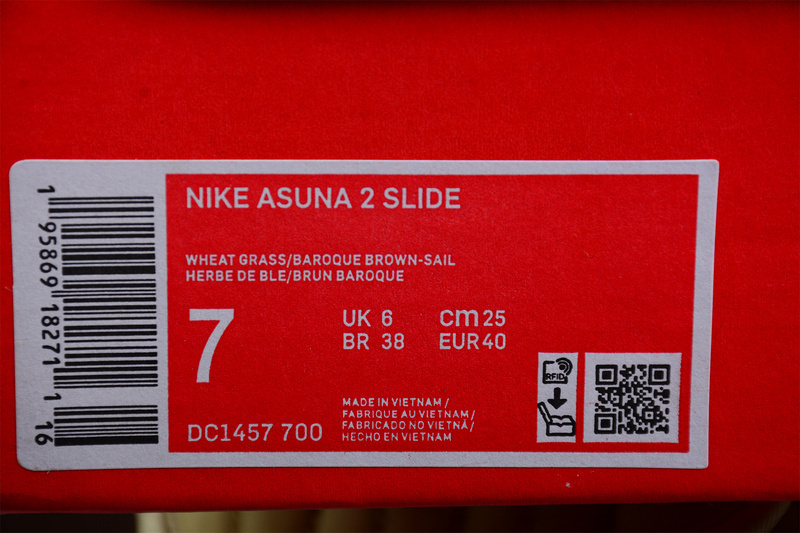 NIKE ASUNA 2 SLIDE
WHEAT GRASS/BAROQUE BROWN-SAIL
HERBE DE BLE/BRUN BAROQUE
7
UK 6 cm 25
BR 38 EUR 40
MADE IN VIETNAM /
FABRIQUE AU VIETNAM/
FABRICADO NO VIETNÃ/
HECHO EN VIETNAM
DC1457 700
RFID
1 95869 18271 1 16